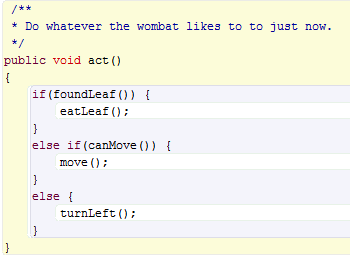 /**
* Do whatever the wombat likes to to just now.
*/
public void act()
{
if(foundLeaf()) {
eatLeaf();
}
else if(canMove()) {
move();
}
else {
turnLeft();
}
}